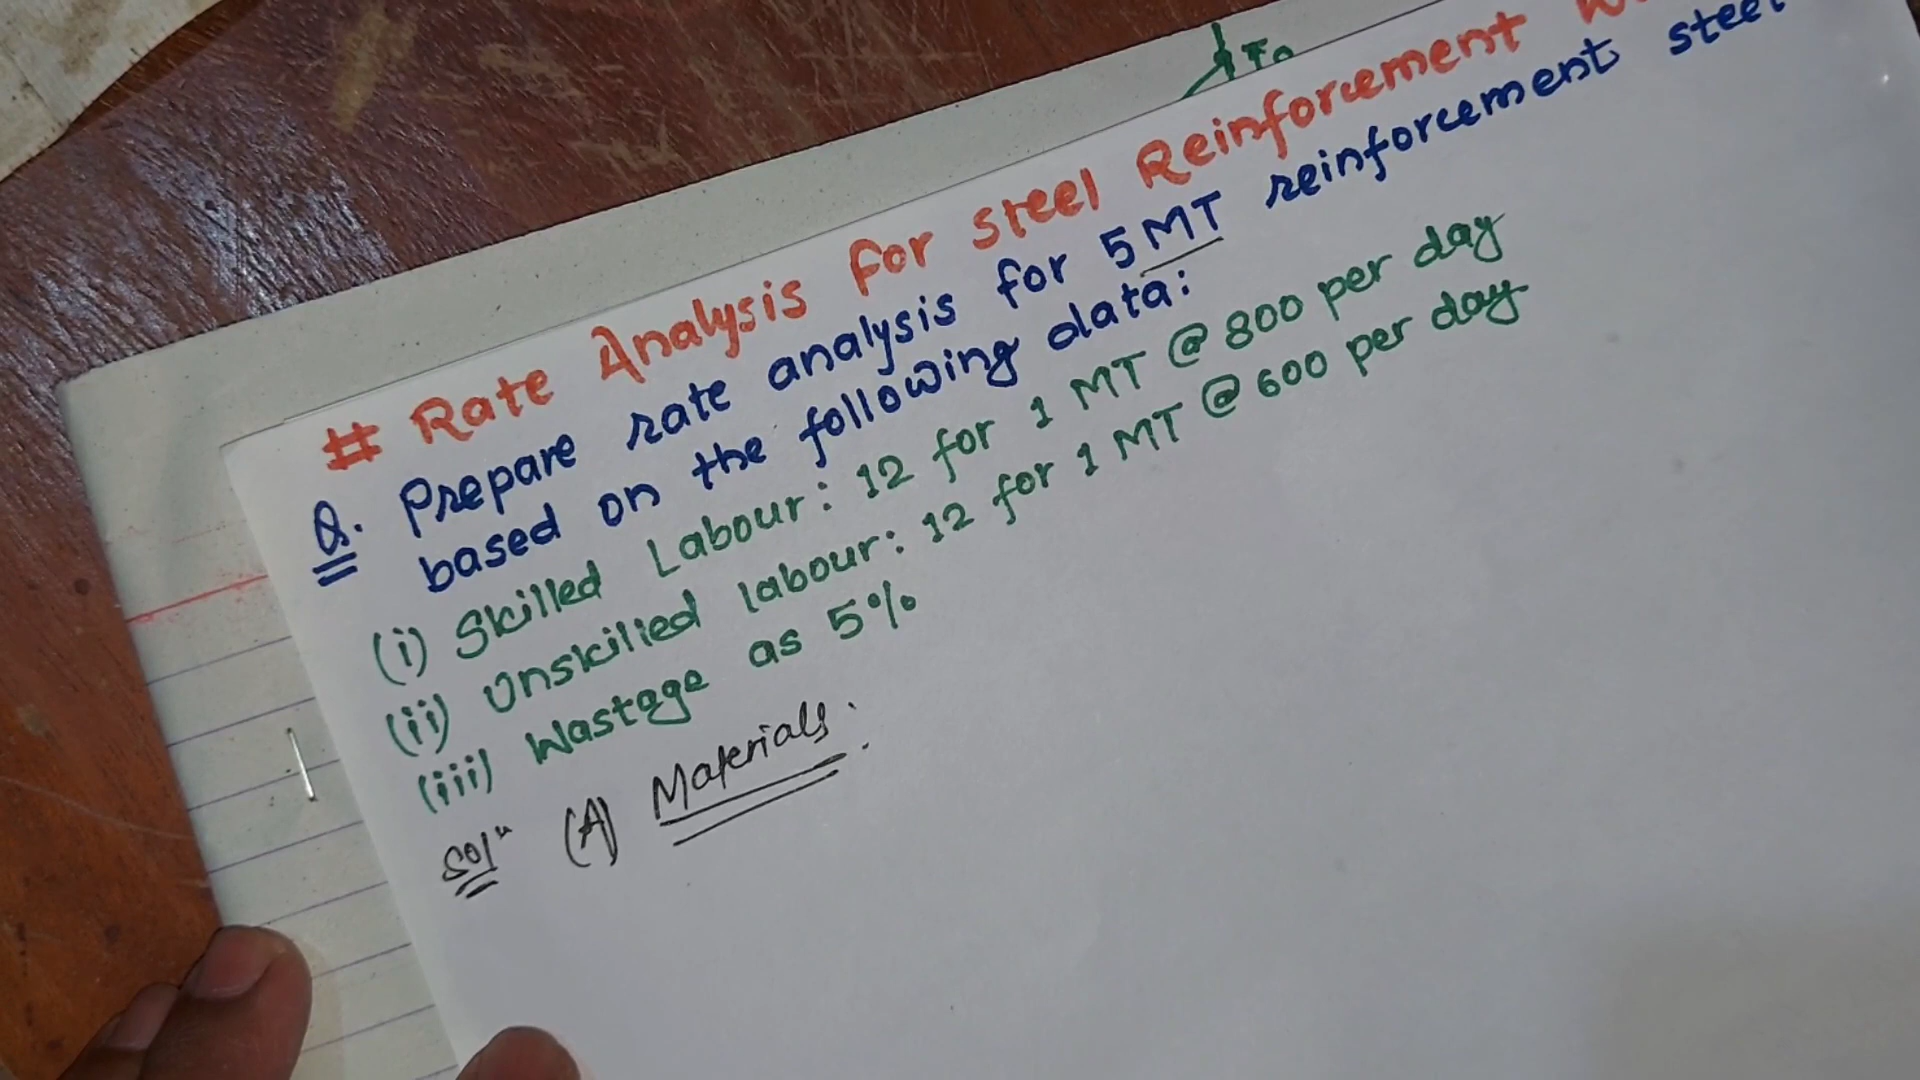 # Rate Analysis for steel Reinforcement
Q. Prepare rate analysis for 5 MT reinforcement steel
based on the following data:
(i) Skilled Labour: 12 for 1 MT @ 800 per day
(ii) Unskilled labour: 12 for 1 MT @ 600 per day
(iii) Wastage as 5%
Solⁿ (A) Materials: